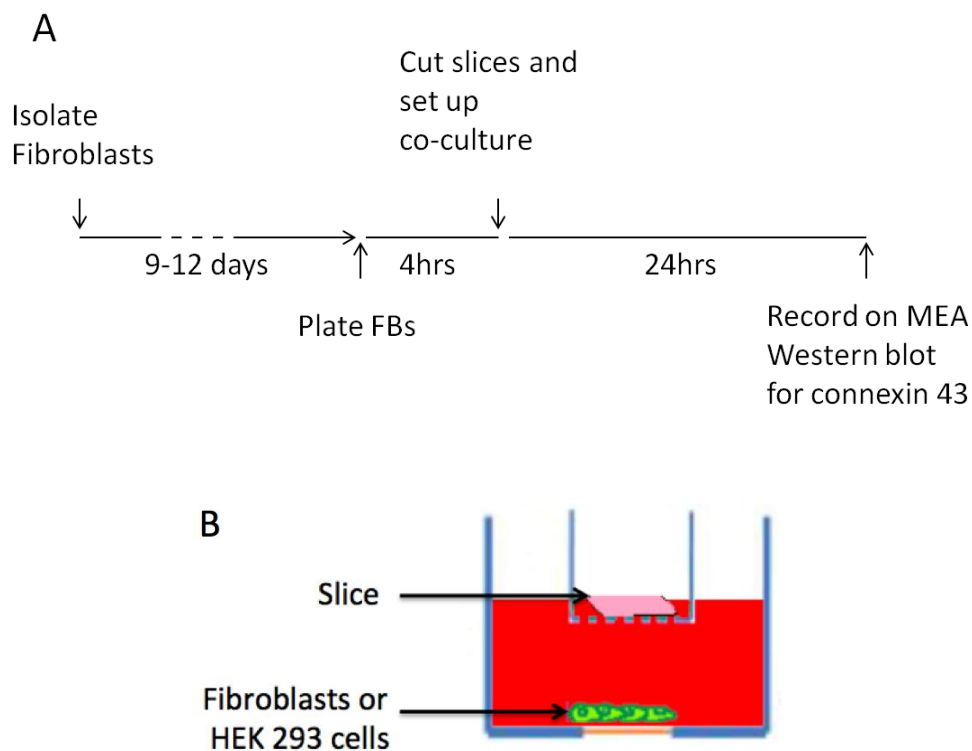 A
Isolate
Fibroblasts
Cut slices and
set up
co-culture
9-12 days
4hrs
24hrs
Plate FBs
Record on MEA
Western blot
for connexin 43
B
Slice
Fibroblasts or
HEK 293 cells